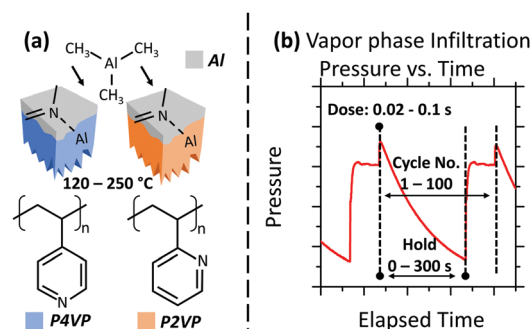 (a)
CH₃
CH₃
Al
CH₃
Al
N
Al
N
Al
120 – 250 °C
n
n
N
N
P4VP
P2VP
(b) Vapor phase Infiltration
Pressure vs. Time
Dose: 0.02 - 0.1 s
Cycle No.
1 – 100
Hold
0 – 300 s
Pressure
Elapsed Time